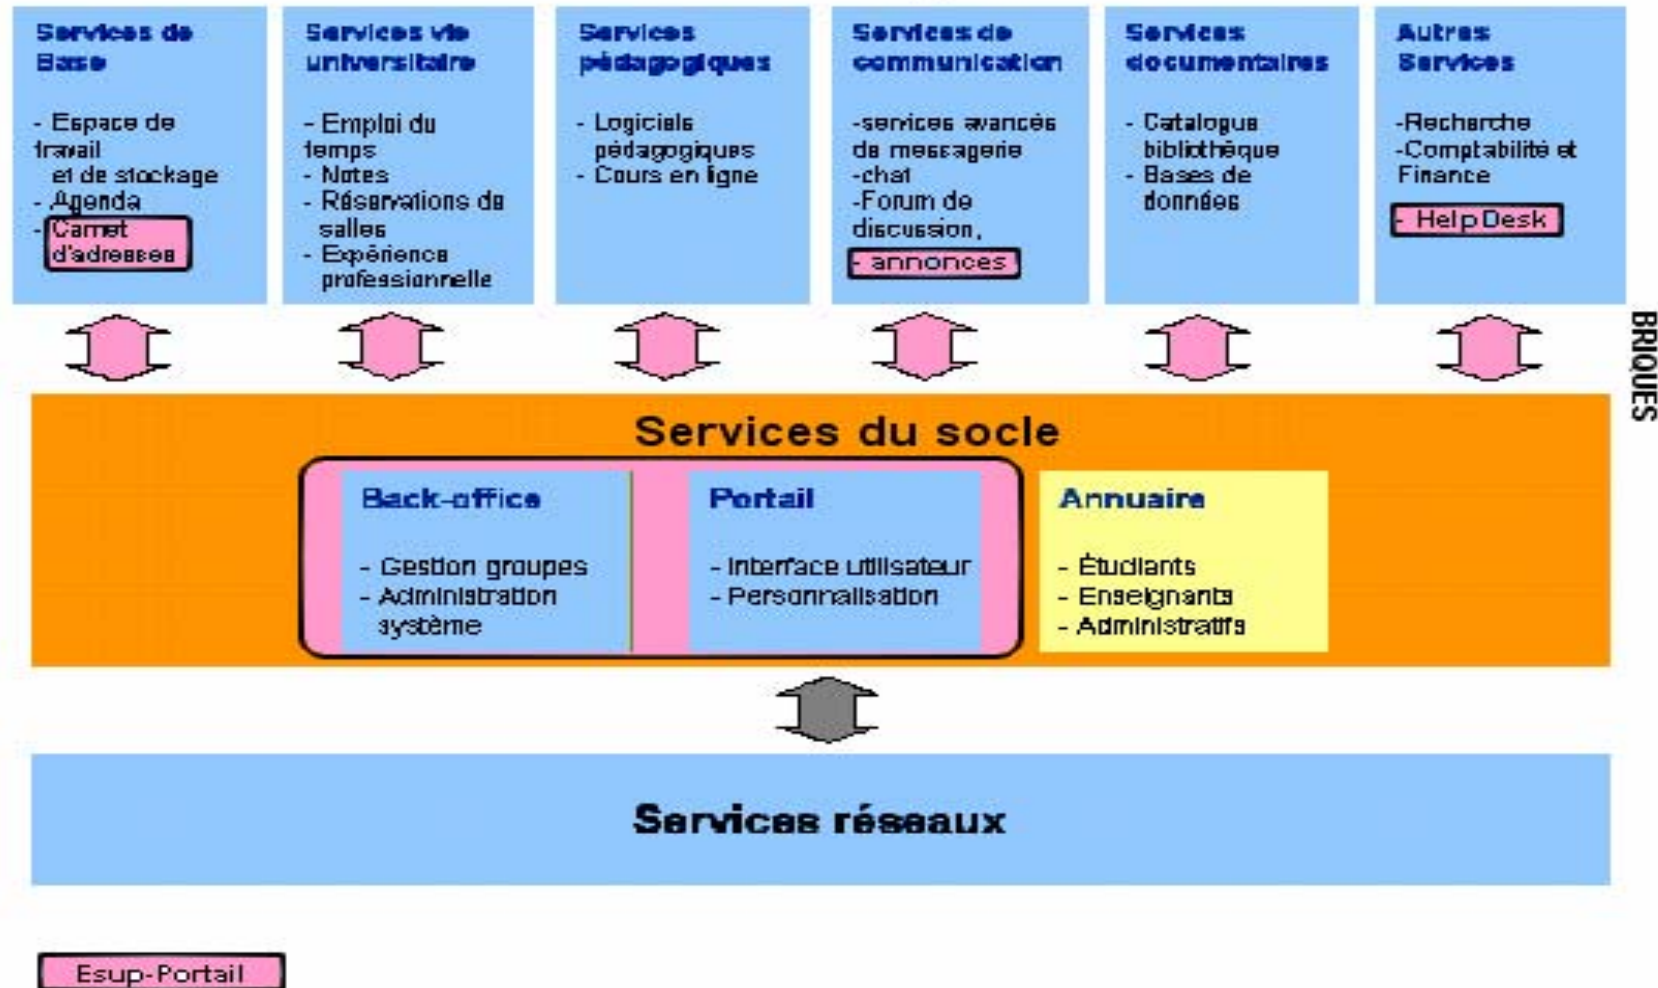 Services de
Base
- Espace de
travail
et de stockage
- Agenda
- Carnet
d'adresses
Services vie
universitaire
- Emploi du
temps
- Notes
- Réservations de
salles
- Expérience
professionnelle
Services
pédagogiques
- Logiciels
pédagogiques
- Cours en ligne
Services de
communication
-services avancés
de messagerie
-chat
-Forum de
discussion,
- annonces
Services
documentaires
- Catalogue
bibliothèque
- Bases de
données
Autres
Services
-Recherche
-Comptabilité et
Finance
- HelpDesk
BRIQUES
Services du socle
Back-office
- Gestion groupes
- Administration
système
Portail
- Interface utilisateur
- Personnalisation
Annuaire
- Étudiants
- Enseignants
- Administratifs
Services réseaux
Esup-Portail